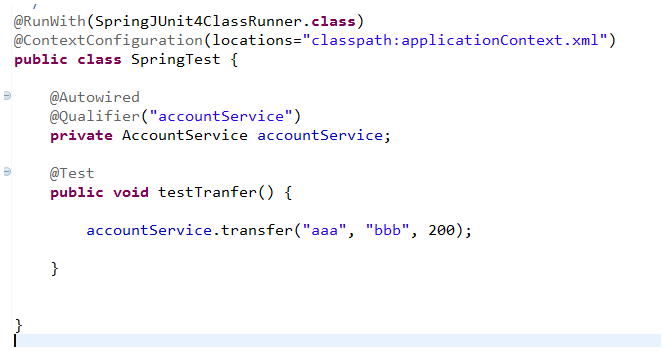 @RunWith(SpringJUnit4ClassRunner.class)
@ContextConfiguration(locations="classpath:applicationContext.xml")
public class SpringTest {
@Autowired
@Qualifier("accountService")
private AccountService accountService;
@Test
public void testTranfer() {
accountService.transfer("aaa", "bbb", 200);
}
}